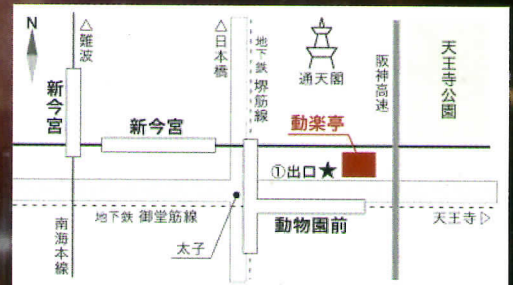 N
△難波
△日本橋
地下鉄 堺筋線
通天閣
阪神高速
天王寺公園
新今宮
新今宮
動楽亭
①出口★
地下鉄 御堂筋線
動物園前
天王寺▷
南海本線
太子